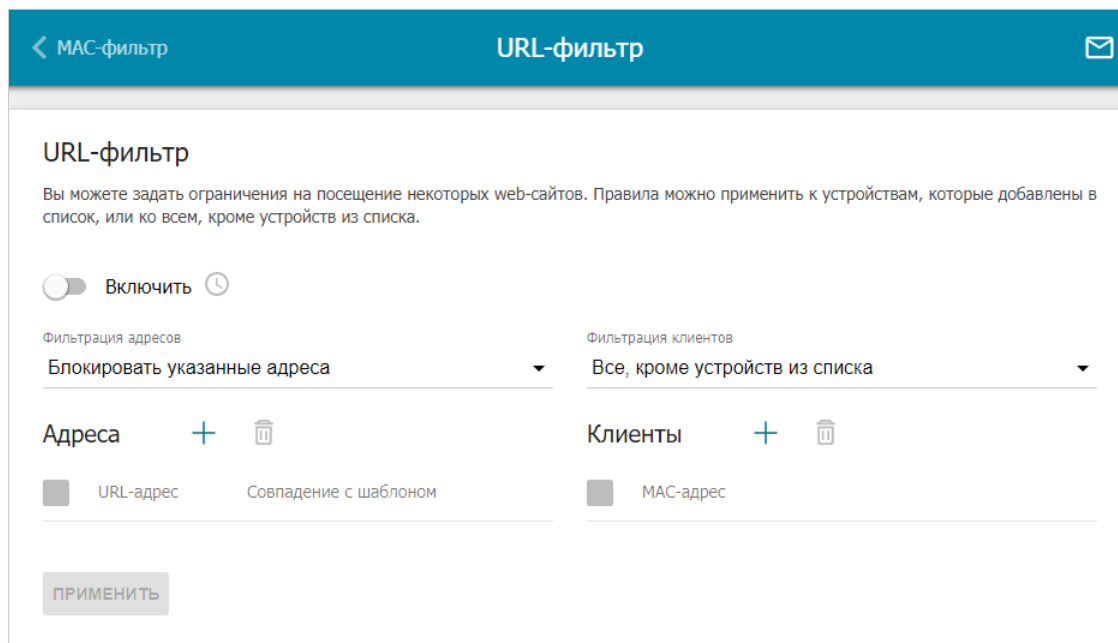 МАС-фильтр
URL-фильтр
URL-фильтр
Вы можете задать ограничения на посещение некоторых web-сайтов. Правила можно применить к устройствам, которые добавлены в
список, или ко всем, кроме устройств из списка.
Включить
Фильтрация адресов
Фильтрация клиентов
Блокировать указанные адреса
Все, кроме устройств из списка
Адреса
Клиенты
URL-адрес
Совпадение с шаблоном
MAC-адрес
ПРИМЕНИТЬ